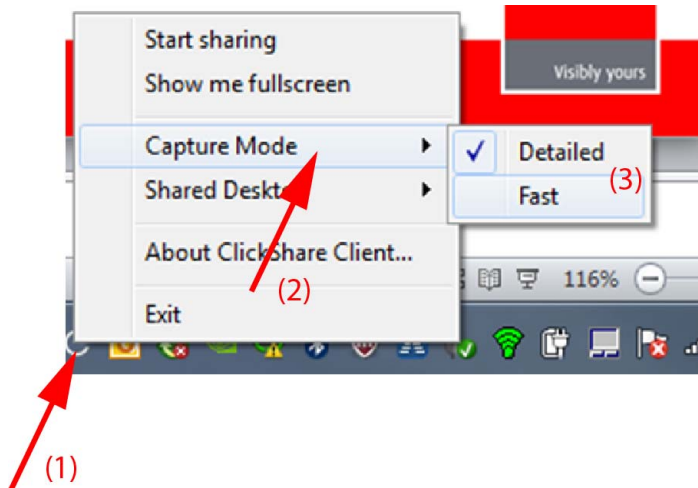 Start sharing
Show me fullscreen
Visibly yours
Capture Mode
Detailed
(3)
Shared
Fast
About ClickShare Client...
(2)
116%
Exit
(1)